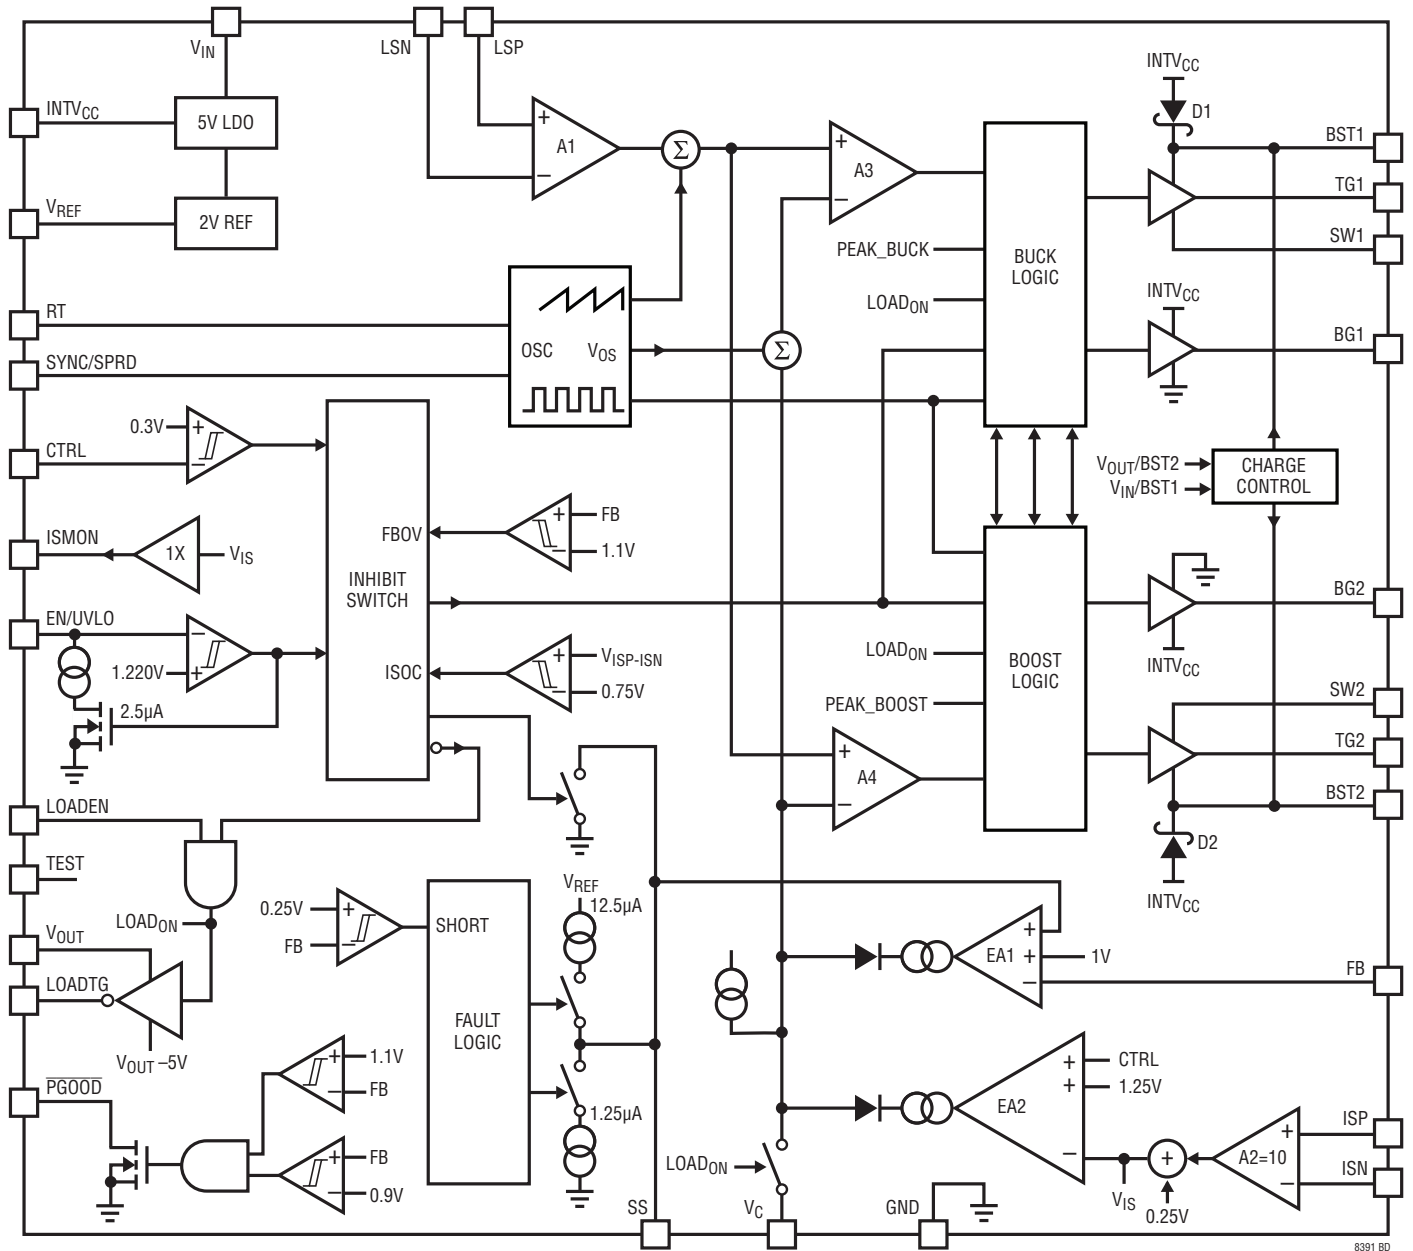 VIN
LSN
LSP
INTVCC
5V LDO
VREF
2V REF
A1
+
−
Σ
A3
+
−
PEAK_BUCK
LOADON
BUCK
LOGIC
INTVCC
D1
BST1
TG1
SW1
INTVCC
BG1
RT
SYNC/SPRD
OSC
VOS
Σ
0.3V
+
−
CTRL
ISMON
1X
VIS
EN/UVLO
−
1.220V
+
2.5µA
FBOV
INHIBIT
SWITCH
ISOC
+
FB
−
1.1V
+
VISP-ISN
−
0.75V
VOUT/BST2
VIN/BST1
CHARGE
CONTROL
BG2
INTVCC
LOADON
PEAK_BOOST
BOOST
LOGIC
A4
+
−
SW2
TG2
BST2
D2
INTVCC
LOADEN
TEST
LOADON
VOUT
LOADTG
VOUT –5V
PGOOD
0.25V
+
FB
−
SHORT
FAULT
LOGIC
VREF
12.5µA
1.25µA
+
1.1V
−
FB
+
FB
−
0.9V
EA1
+
+
1V
−
FB
EA2
+
CTRL
+
1.25V
−
VIS
+
0.25V
A2=10
+
−
ISP
ISN
LOADON
SS
VC
GND
8391 BD